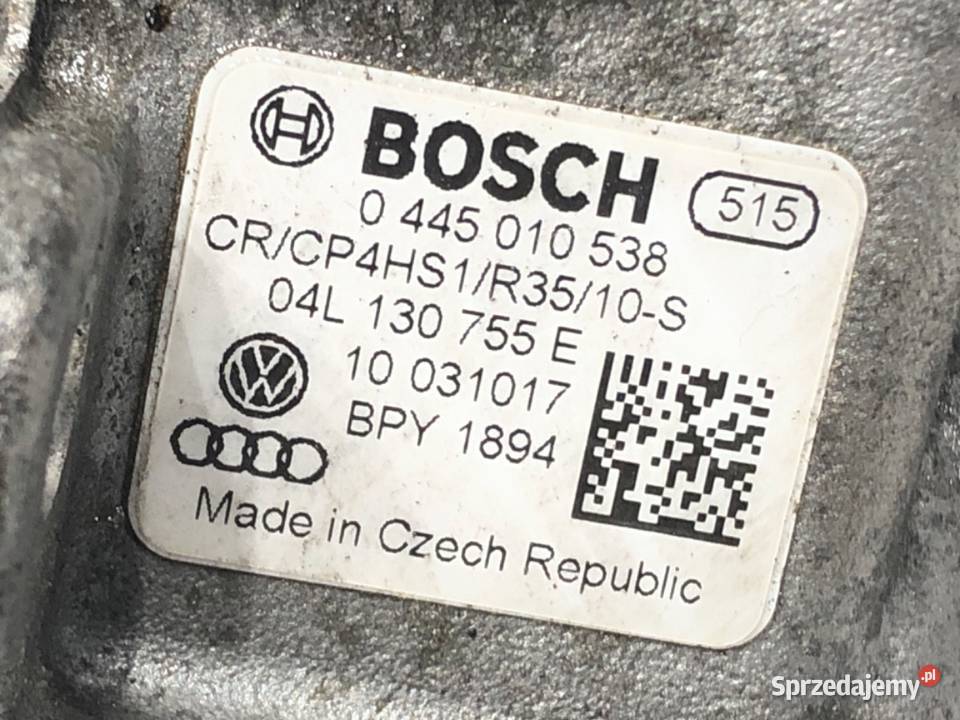 BOSCH 515
0 445 010 538
CR/CP4HS1/R35/10-S
04L 130 755 E
10 031017
BPY 1894
Made in Czech Republic
Sprzedajemy.pl